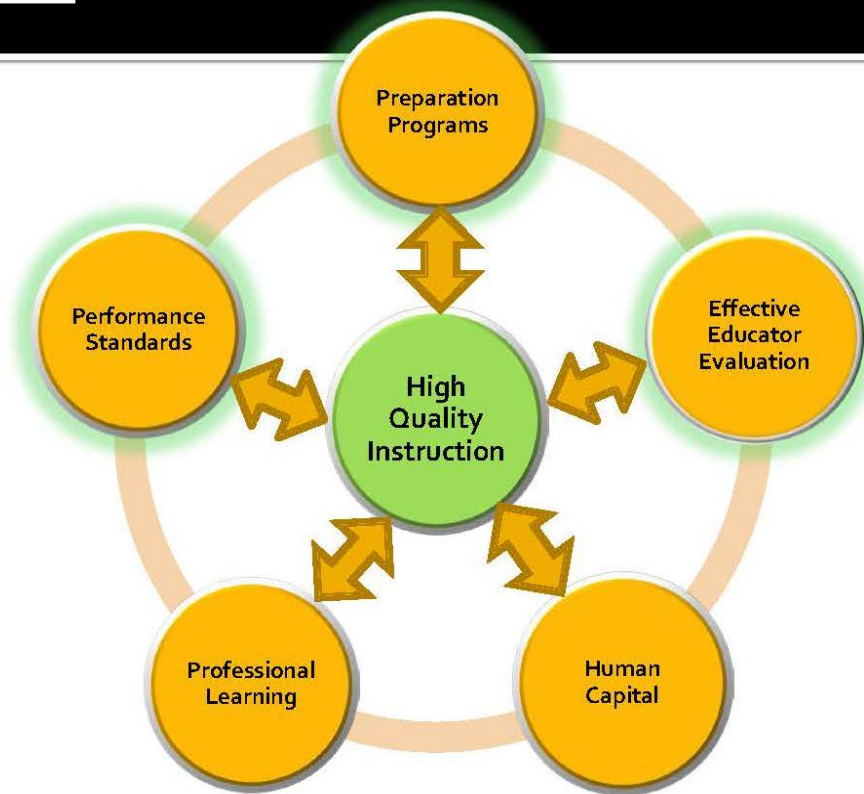 Preparation
Programs
Performance
Standards
Effective
Educator
Evaluation
High
Quality
Instruction
Professional
Learning
Human
Capital